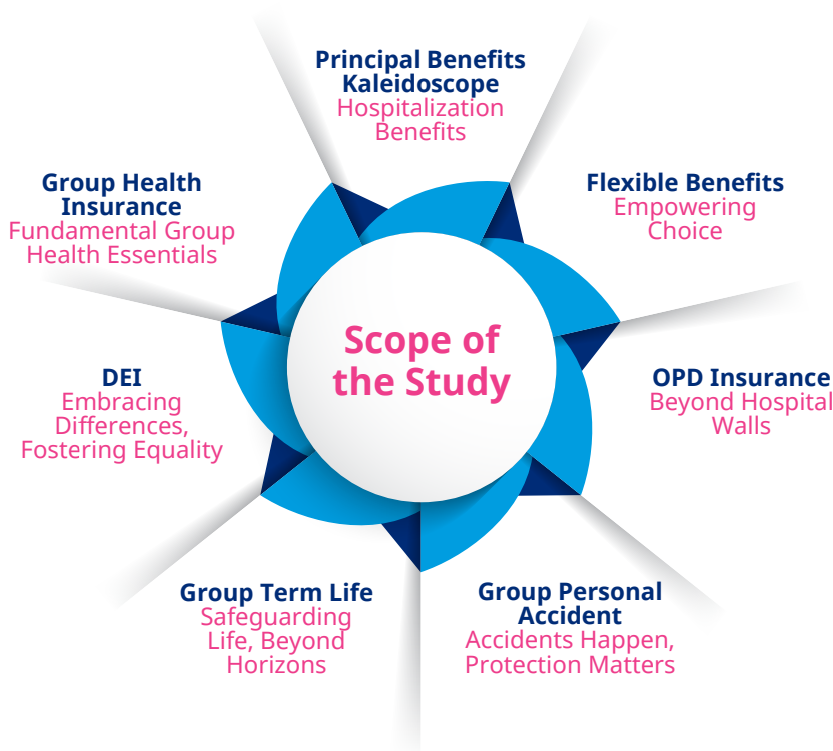 Principal Benefits
Kaleidoscope
Hospitalization
Benefits
Group Health
Insurance
Fundamental Group
Health Essentials
Flexible Benefits
Empowering
Choice
Scope of
the Study
DEI
Embracing
Differences,
Fostering Equality
OPD Insurance
Beyond Hospital
Walls
Group Term Life
Safeguarding
Life, Beyond
Horizons
Group Personal
Accident
Accidents Happen,
Protection Matters